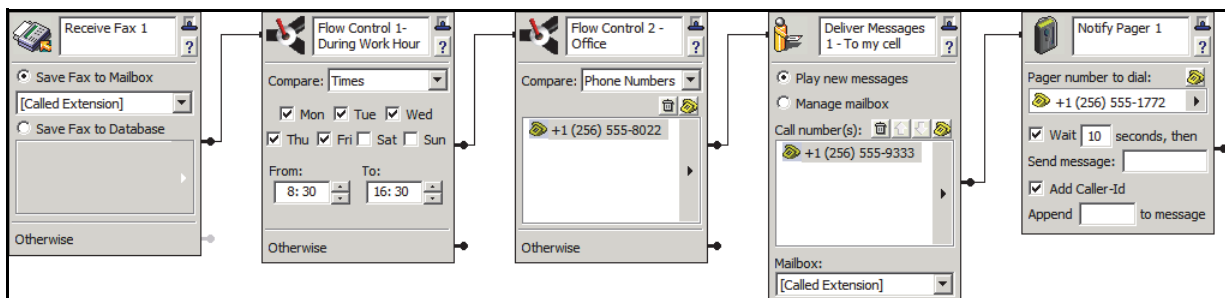 Receive Fax 1
?
Save Fax to Mailbox
[Called Extension]
Save Fax to Database
Otherwise
Flow Control 1-
During Work Hour
?
Compare: Times
Mon Tue Wed
Thu Fri Sat Sun
From: To:
8: 30 16: 30
Otherwise
Flow Control 2 -
Office
?
Compare: Phone Numbers
+1 (256) 555-8022
Otherwise
Deliver Messages
1 - To my cell
?
Play new messages
Manage mailbox
Call number(s):
+1 (256) 555-9333
Mailbox:
[Called Extension]
Notify Pager 1
?
Pager number to dial:
+1 (256) 555-1772
Wait 10 seconds, then
Send message:
Add Caller-Id
Append to message